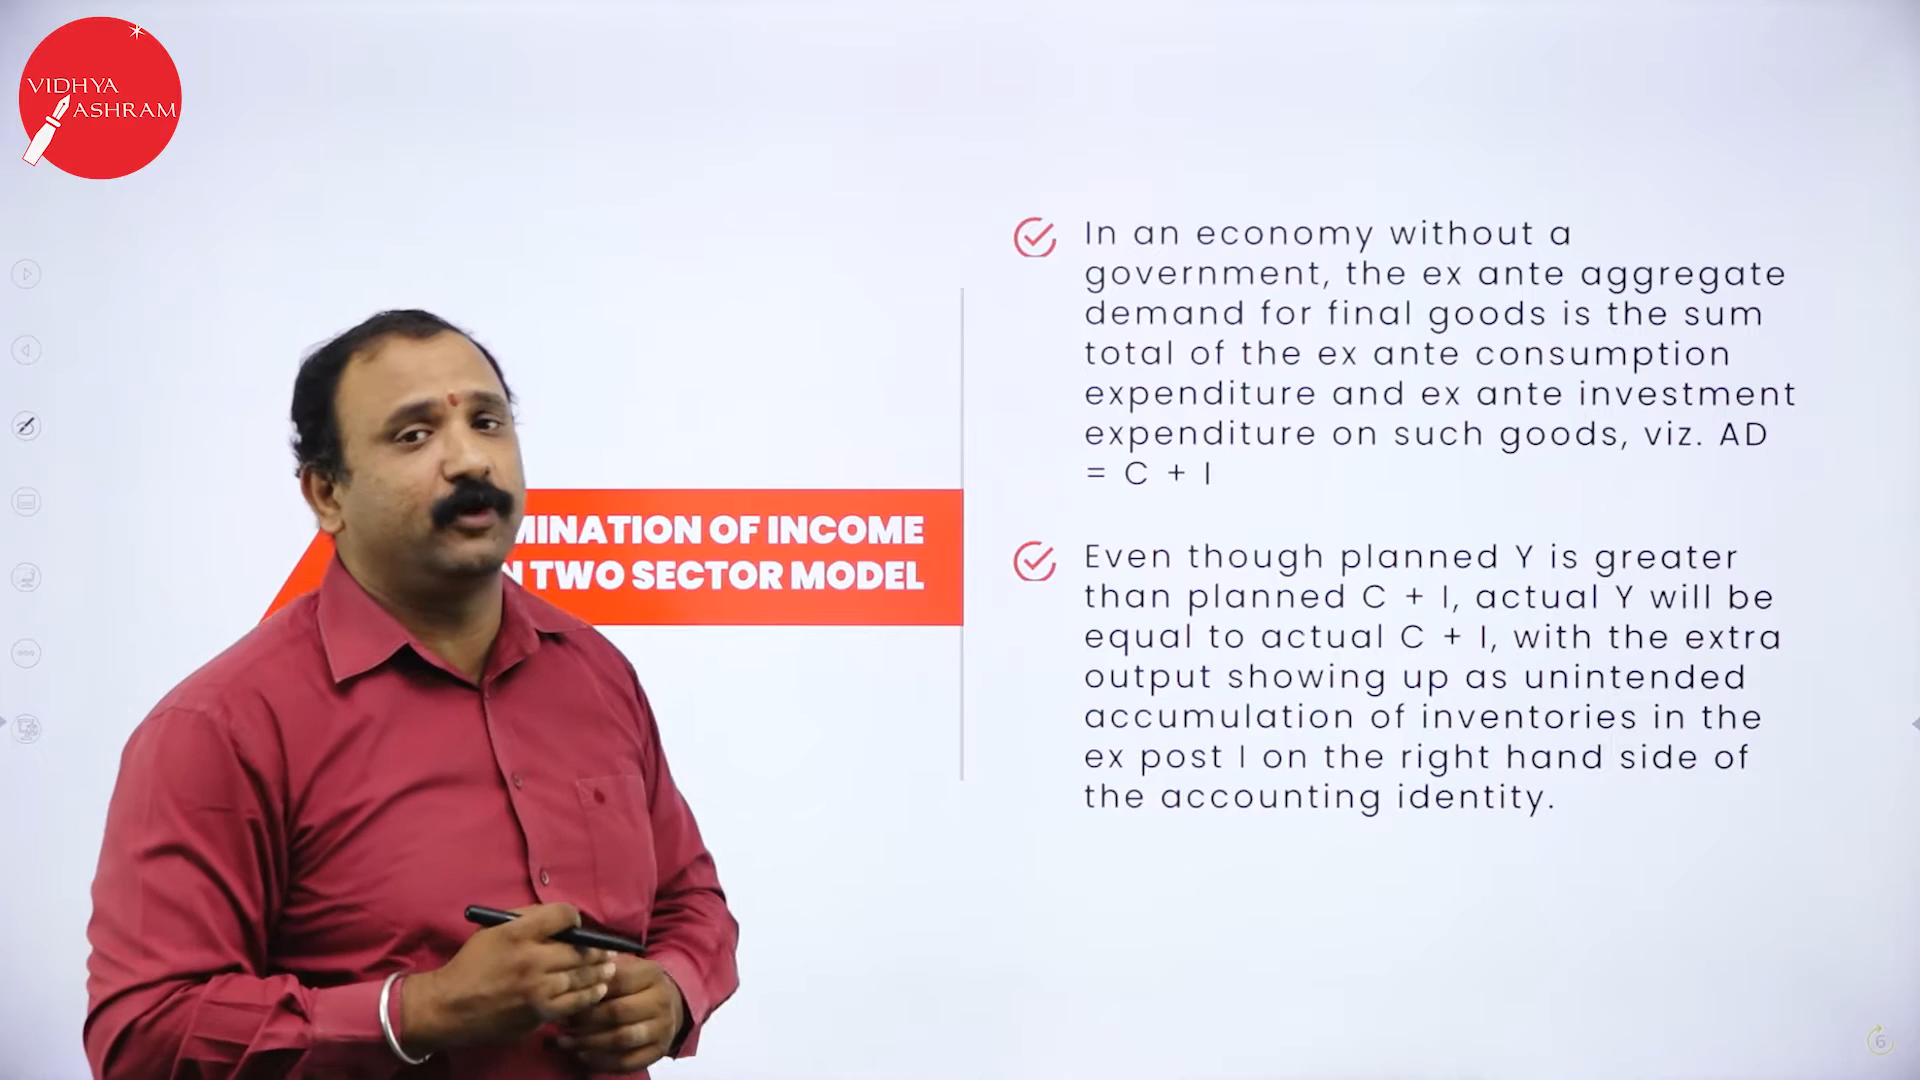 VIDHYA
ASHRAM
MINATION OF INCOME
N TWO SECTOR MODEL
In an economy without a
government, the ex ante aggregate
demand for final goods is the sum
total of the ex ante consumption
expenditure and ex ante investment
expenditure on such goods, viz. AD
= C + I
Even though planned Y is greater
than planned C + I, actual Y will be
equal to actual C + I, with the extra
output showing up as unintended
accumulation of inventories in the
ex post I on the right hand side of
the accounting identity.
6